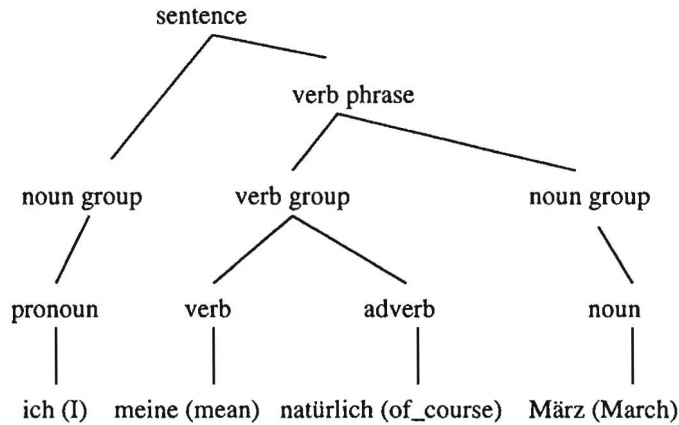 sentence
verb phrase
noun group verb group noun group
pronoun verb adverb noun
ich (I) meine (mean) natürlich (of_course) März (March)